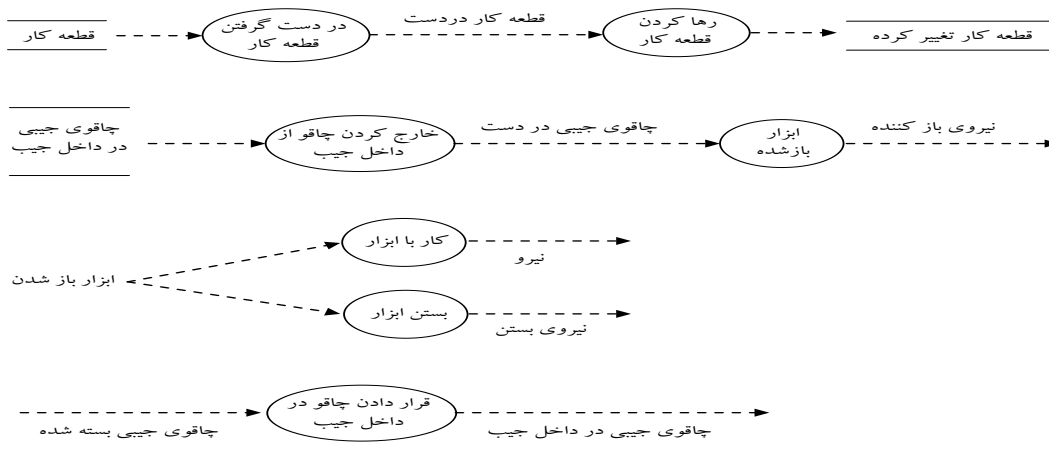 قطعه کار
در دست گرفتن
قطعه کار
قطعه کار دردست
رها کردن
قطعه کار
قطعه کار تغییر کرده
چاقوی جیبی
در داخل جیب
خارج کردن چاقو از
داخل جیب
چاقوی جیبی در دست
ابزار
بازشده
نیروی باز کننده
ابزار باز شدن
کار با ابزار
نیرو
بستن ابزار
نیروی بستن
چاقوی جیبی بسته شده
قرار دادن چاقو در
داخل جیب
چاقوی جیبی در داخل جیب